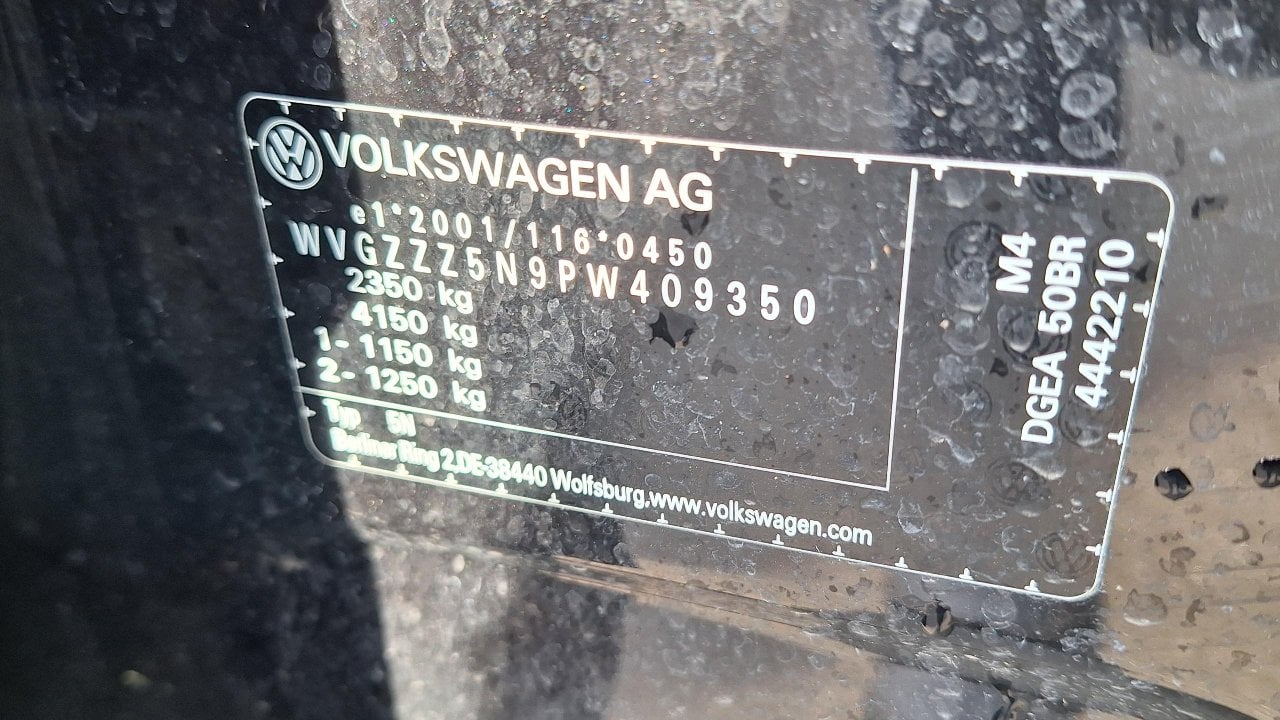 VOLKSWAGEN AG
e1*2001/116*0450
WVGZZZ5N9PW409350
2350 kg
4150 kg
1- 1150 kg
2- 1250 kg
Typ 5N
Berliner Ring 2,DE-38440 Wolfsburg,www.volkswagen.com
M4
DGEA 50BR
4442210